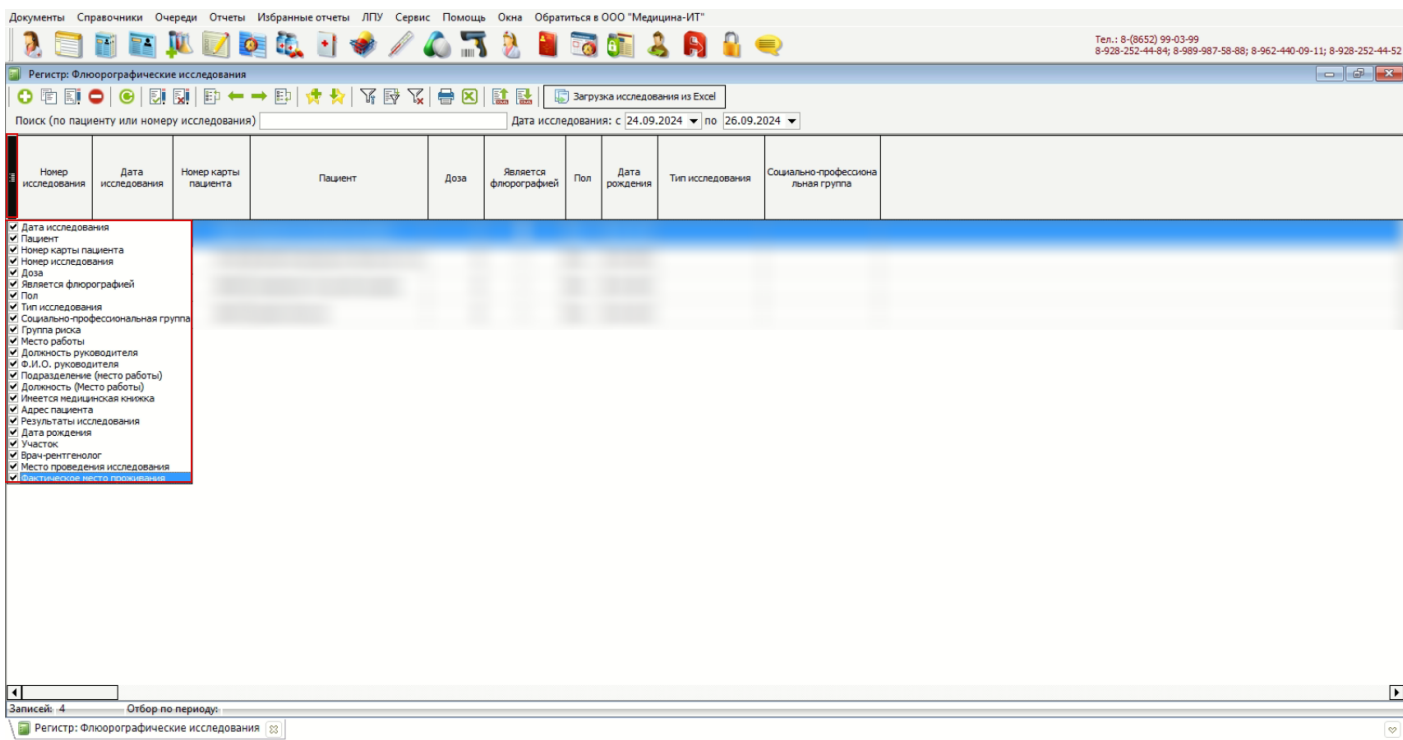 Документы Справочники Очереди Отчеты Избранные отчеты ЛПУ Сервис Помощь Окна Обратиться в ООО "Медицина-ИТ"
Тел.: 8-(8652) 99-03-99
8-928-252-44-84; 8-989-987-58-88; 8-962-440-09-11; 8-928-252-44-52
Регистр: Флюорографические исследования
Загрузка исследования из Excel
Поиск (по пациенту или номеру исследования) Дата исследования: с 24.09.2024 по 26.09.2024
Номер исследования
Дата исследования
Номер карты пациента
Пациент
Доза
Является флюорографией
Пол
Дата рождения
Тип исследования
Социально-профессиона
льная группа
Дата исследования
Пациент
Номер карты пациента
Номер исследования
Доза
Является флюорографией
Пол
Тип исследования
Социально-профессиональная группа
Группа риска
Место работы
Должность руководителя
Ф.И.О. руководителя
Подразделение (место работы)
Должность (Место работы)
Имеется медицинская книжка
Адрес пациента
Результаты исследования
Дата рождения
Участок
Врач-рентгенолог
Место проведения исследования
Фактическое место проживания
Записей: 4 Отбор по периоду:
Регистр: Флюорографические исследования